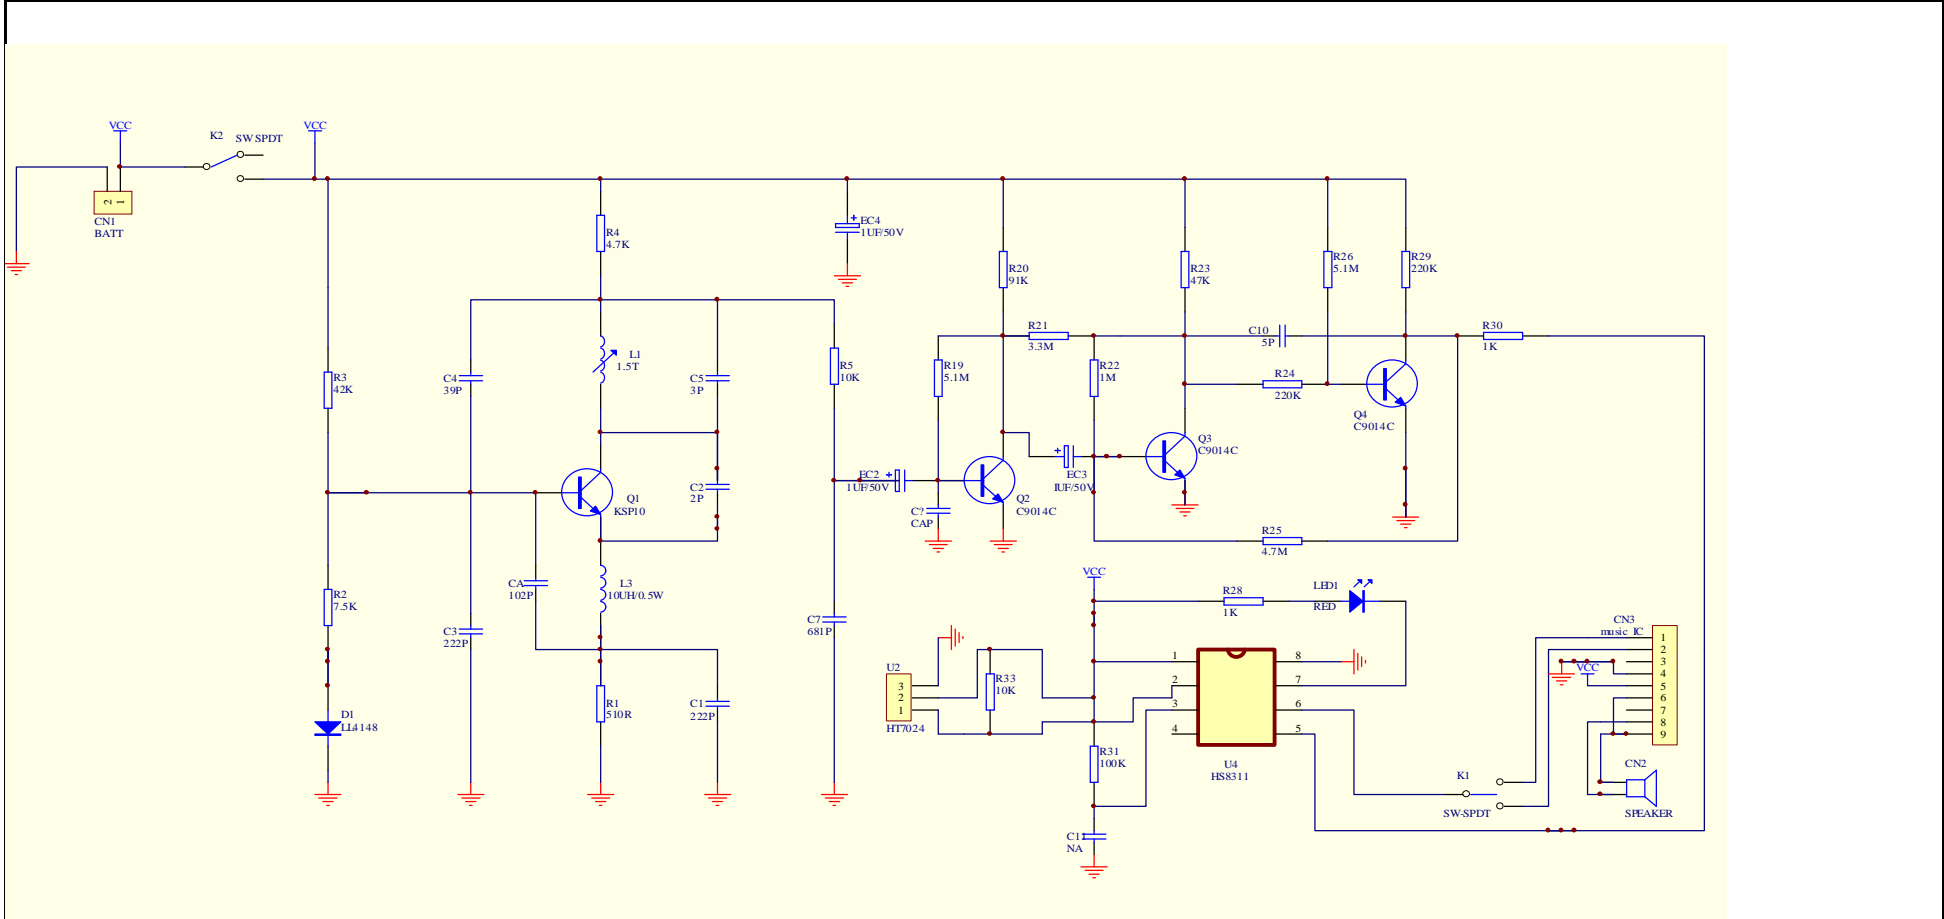 VCC
K2
SW SPDT
VCC
2
1
CN1
BATT
R4
4.7K
EC4
1UF/50V
R20
91K
R23
47K
R26
5.1M
R29
220K
R21
3.3M
C10
5P
R30
1K
R3
42K
C4
39P
L1
1.5T
C5
3P
R5
10K
R19
5.1M
R22
1M
R24
220K
Q4
C9014C
Q3
C9014C
EC2
1UF/50V
EC3
1UF/50V
Q1
KSP10
C2
2P
C?
CAP
Q2
C9014C
R25
4.7M
VCC
CA
102P
L3
10UH/0.5W
R2
7.5K
C3
222P
C7
681P
R28
1K
LED1
RED
CN3
music IC
1
2
3
4
5
6
7
8
9
VCC
U2
3
2
1
HT7024
R33
10K
1
2
3
4
8
7
6
5
U4
HS8311
D1
LL4148
R1
510R
C1
222P
R31
100K
C11
NA
K1
SW-SPDT
CN2
SPEAKER